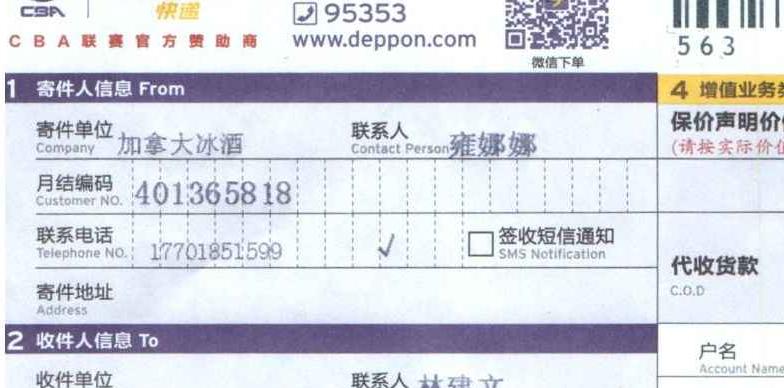 CBA 快递 95353
CBA联赛官方赞助商 www.deppon.com
微信下单
563
1 寄件人信息 From
4 增值业务
寄件单位 加拿大冰酒 联系人 雍娜娜
Company Contact Person
保价声明价
(请按实际价值
月结编码 401365818
Customer NO.
联系电话 17701851599 ✓ □ 签收短信通知
Telephone NO. SMS Notification
代收货款
C.O.D
寄件地址
Address
2 收件人信息 To
户名
Account Name
收件单位 联系人 林建文